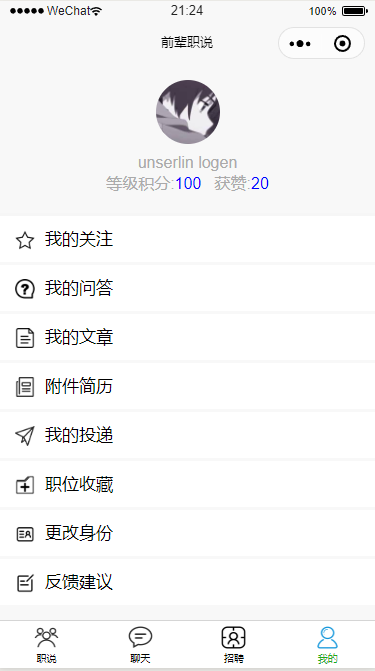 WeChat 21:24 100%
前辈职说
unserlin logen
等级积分:100 获赞:20
我的关注
我的问答
我的文章
附件简历
我的投递
职位收藏
更改身份
反馈建议
职说 聊天 招聘 我的